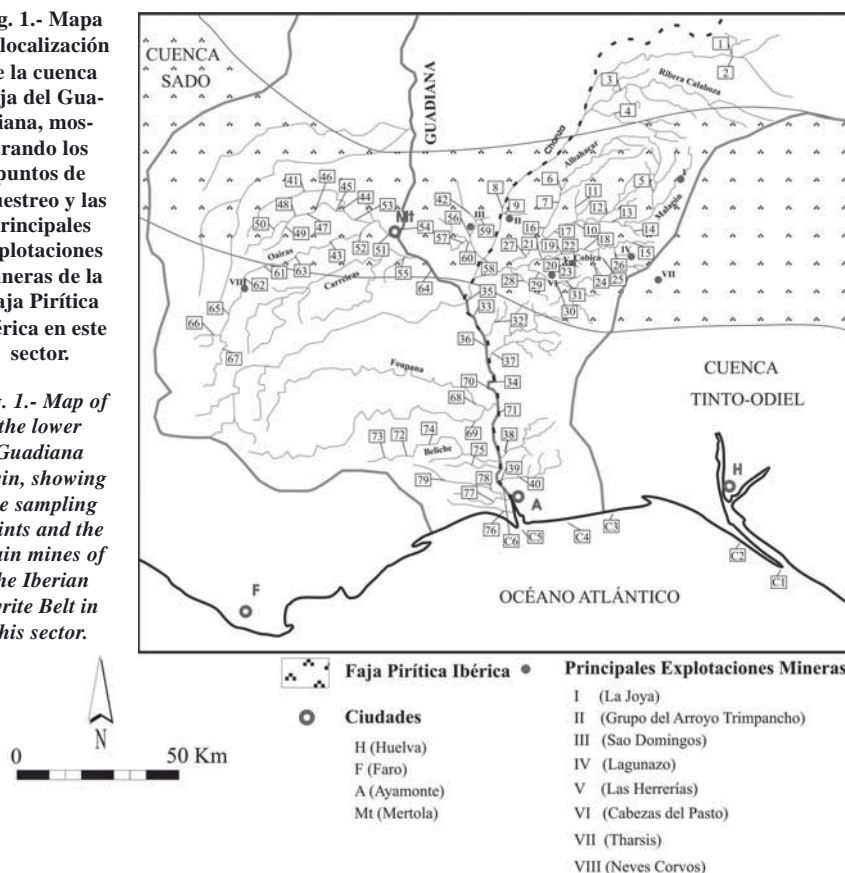 g. 1.- Mapa
localización
e la cuenca
ja del Gua-
diana, mos-
trando los
puntos de
uestreo y las
rincipales
xplotaciones
ineras de la
aja Pirítica
érica en este
sector.
g. 1.- Map of
the lower
Guadiana
sin, showing
e sampling
ints and the
ain mines of
he Iberian
yrite Belt in
his sector.
CUENCA
SADO
GUADIANA
Chanza
1
2
3
Ribera Calaboza
4
Albahacar
5
6
7
8
9
II
11
12
13
Malagón
14
10
41
46
45
44
48
47
50
49
53
Mt
54
42
56
III
59
57
60
43
52
51
55
64
Oairas
61
63
VIII
62
Carreiras
65
66
67
16
17
27
21
19
22
18
58
28
29
20
V
Cobica
23
VI
24
25
26
IV
15
VII
31
30
35
33
32
36
37
Foupana
70
34
68
71
69
38
73
72
74
Beliche
75
39
40
79
78
77
A
76
C6
C5
C4
C3
CUENCA
TINTO-ODIEL
H
C2
C1
F
OCÉANO ATLÁNTICO
N
0 50 Km
Faja Pirítica Ibérica
Ciudades
H (Huelva)
F (Faro)
A (Ayamonte)
Mt (Mertola)
Principales Explotaciones Mineras
I (La Joya)
II (Grupo del Arroyo Trimpancho)
III (Sao Domingos)
IV (Lagunazo)
V (Las Herrerías)
VI (Cabezas del Pasto)
VII (Tharsis)
VIII (Neves Corvos)